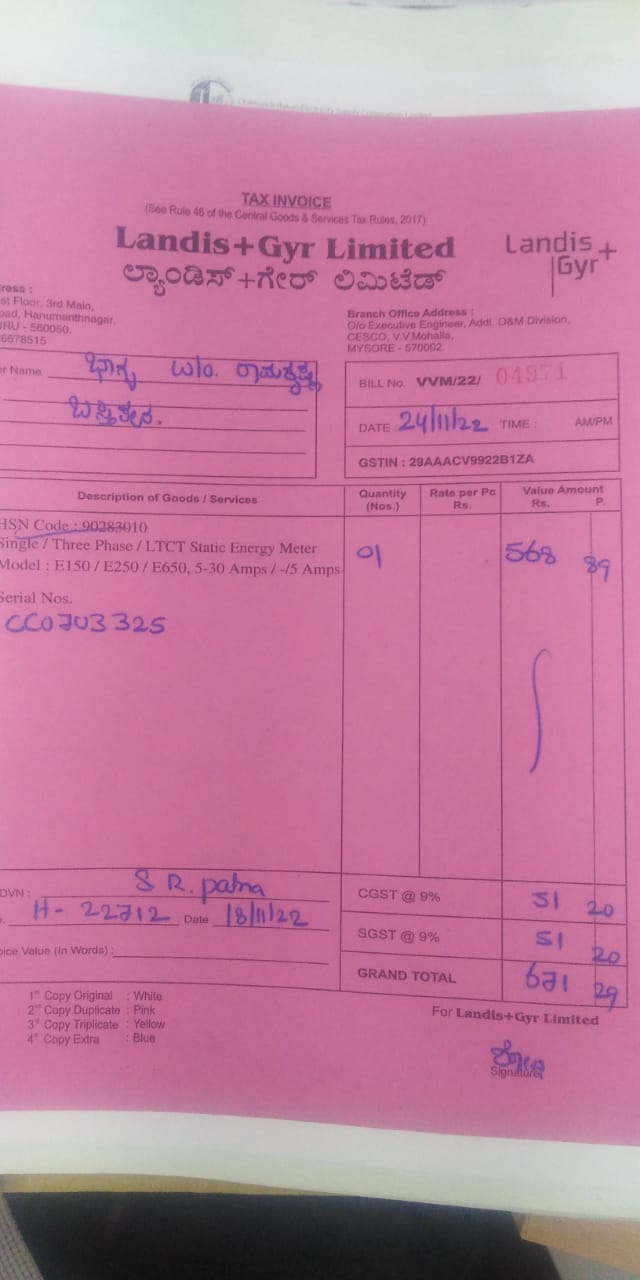 TAX INVOICE
(See Rule 46 of the Central Goods & Services Tax Rules, 2017)
Landis+Gyr Limited
ಲ್ಯಾಂಡಿಸ್+ಗೇರ್ ಲಿಮಿಟೆಡ್
Landis+
Gyr+
ress :
st Floor, 3rd Main,
oad, Hanumanthnagar,
RU - 560050.
6678515
Branch Office Address :
O/o Executive Engineer, Addl. O&M Division,
CESCO, V.V Mohalla,
MYSORE - 570002.
r Name ಭಾಗ್ಯ W/o. ರಾಮಕೃಷ್ಣ
BILL No. VVM/22/ 04971
DATE : 24/11/22 TIME : AM/PM
GSTIN : 29AAACV9922B1ZA
Description of Goods / Services Quantity (Nos.) Rate per Pc Rs. Value Amount Rs. P.
HSN Code : 90283010
Single / Three Phase / LTCT Static Energy Meter 01 568 89
Model : E150 / E250 / E650, 5-30 Amps / -/5 Amps
Serial Nos.
CC07U3325
DVN : S R. patna
CGST @ 9% 51 20
H- 22712 Date 18/11/22
SGST @ 9% 51 20
oice Value (In Words) :
GRAND TOTAL 671 29
1st Copy Original : White
2nd Copy Duplicate : Pink
3rd Copy Triplicate : Yellow
4th Copy Extra : Blue
For Landis+Gyr Limited
Signature